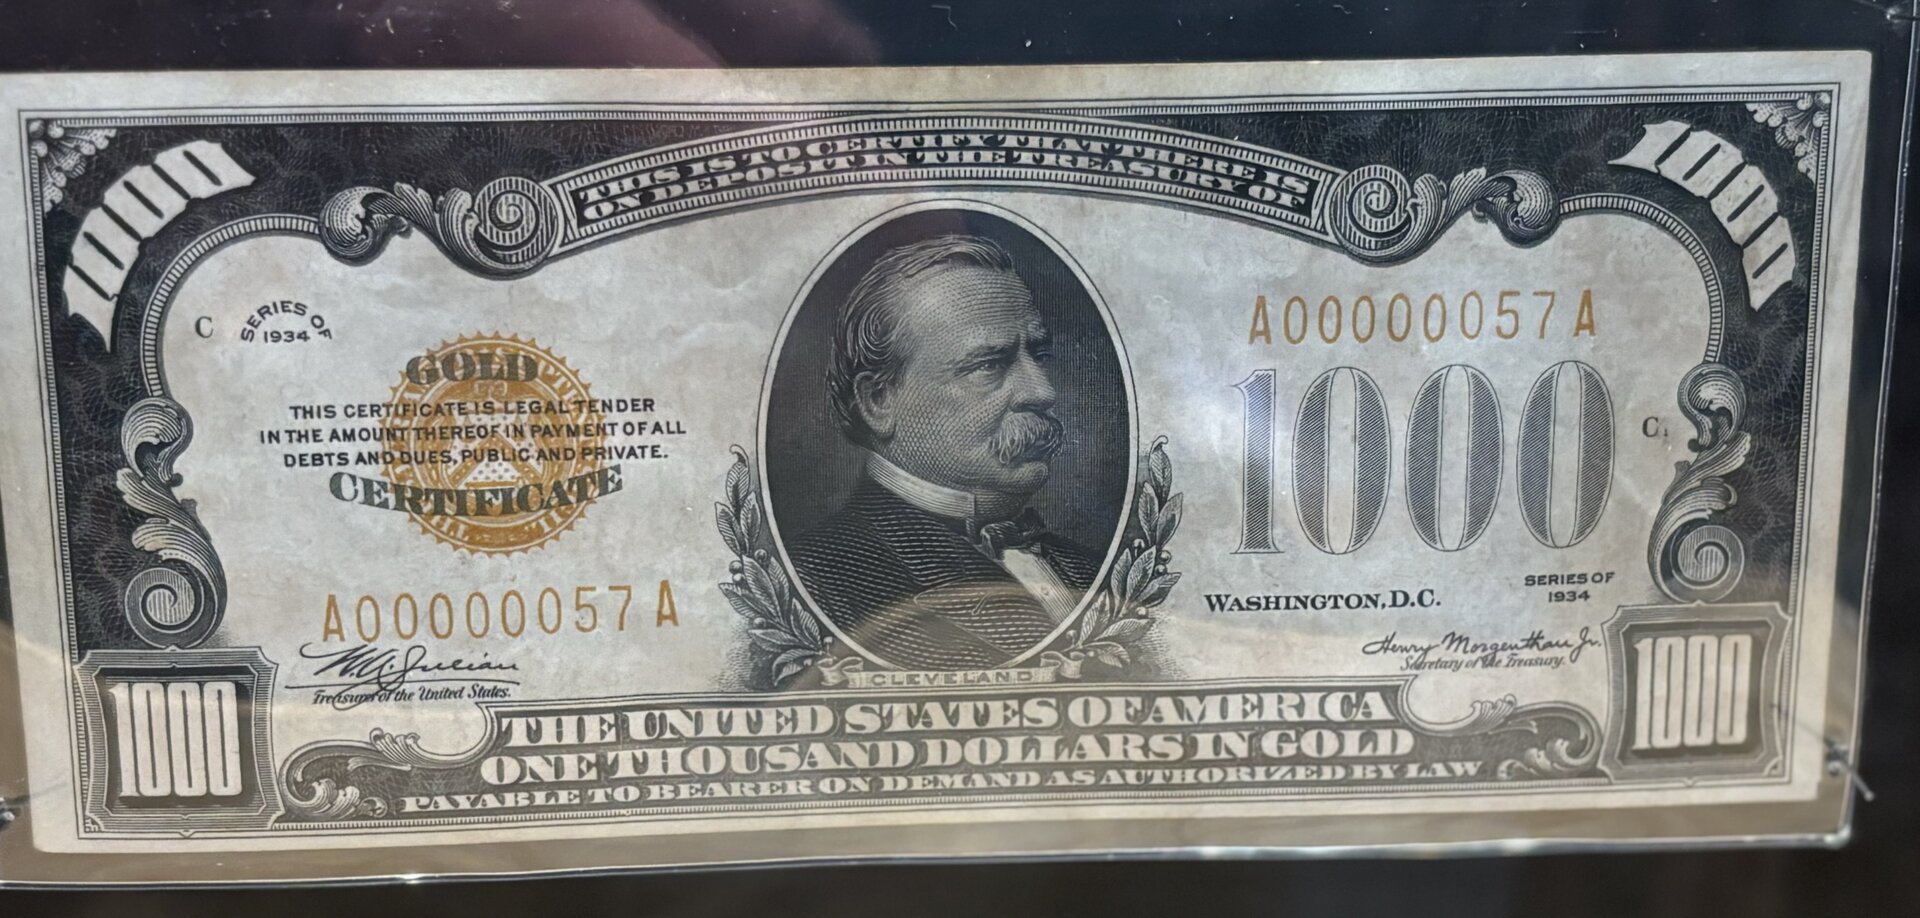 1000
THIS IS TO CERTIFY THAT THERE IS
ON DEPOSIT IN THE TREASURY OF
1000
C
SERIES OF
1934
A00000057A
GOLD
THIS CERTIFICATE IS LEGAL TENDER
IN THE AMOUNT THEREOF IN PAYMENT OF ALL
DEBTS AND DUES, PUBLIC AND PRIVATE.
CERTIFICATE
1000
C1
A00000057A
WASHINGTON, D.C.
SERIES OF
1934
W.A. Julian
Treasurer of the United States.
Henry Morgenthau Jr.
Secretary of the Treasury.
CLEVELAND
1000
THE UNITED STATES OF AMERICA
ONE THOUSAND DOLLARS IN GOLD
PAYABLE TO BEARER ON DEMAND AS AUTHORIZED BY LAW
1000